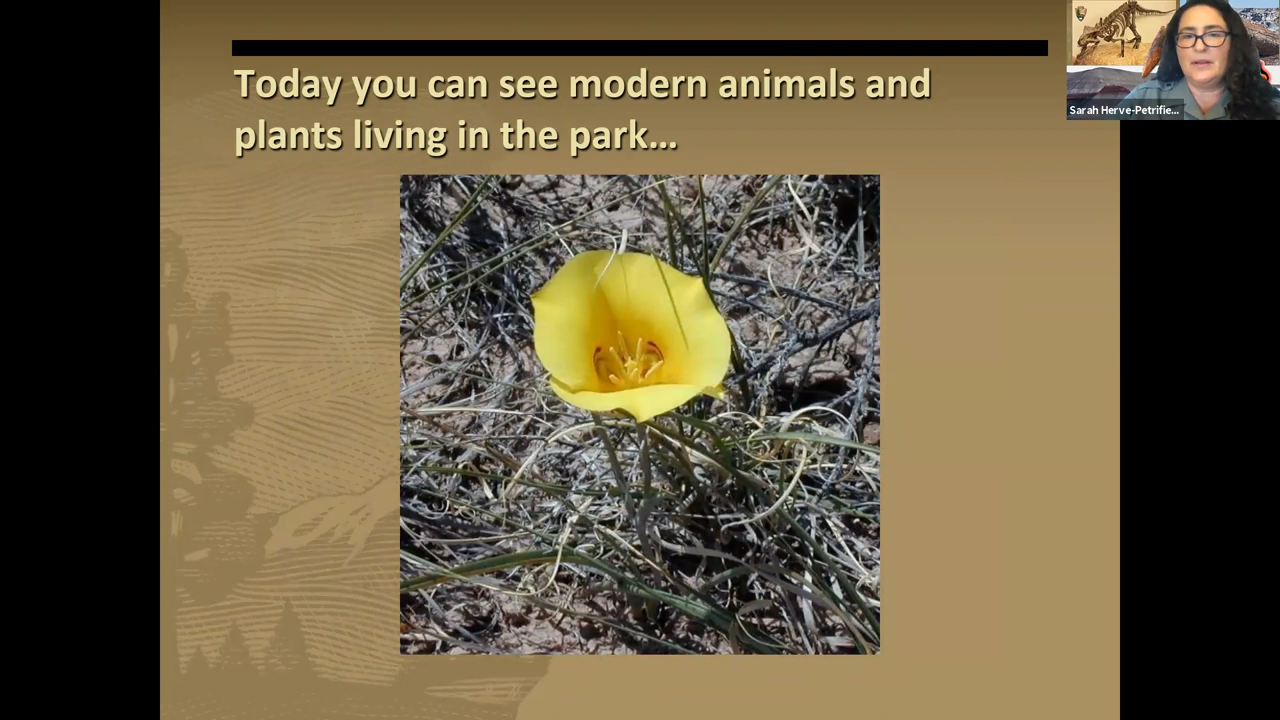 Today you can see modern animals and
plants living in the park…
Sarah Herve-Petrifie...